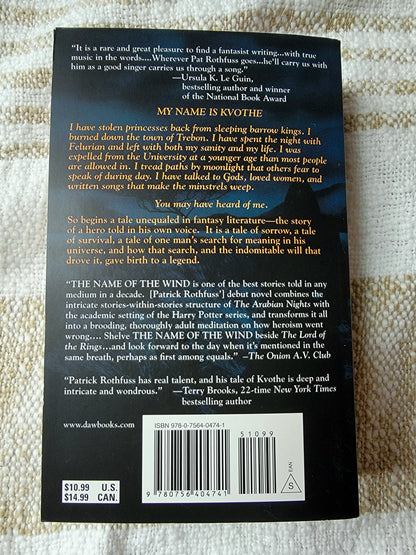 “It is a rare and great pleasure to find a fantasist writing...with true
music in the words....Wherever Pat Rothfuss goes...he’ll carry us with
him as a good singer carries us through a song.”
—Ursula K. Le Guin,
bestselling author and winner
of the National Book Award
MY NAME IS KVOTHE
I have stolen princesses back from sleeping barrow kings. I
burned down the town of Trebon. I have spent the night with
Felurian and left with both my sanity and my life. I was
expelled from the University at a younger age than most people
are allowed in. I tread paths by moonlight that others fear to
speak of during day. I have talked to Gods, loved women, and
written songs that make the minstrels weep.
You may have heard of me.
So begins a tale unequaled in fantasy literature—the story
of a hero told in his own voice. It is a tale of sorrow, a tale
of survival, a tale of one man’s search for meaning in his
universe, and how that search, and the indomitable will that
drove it, gave birth to a legend.
“THE NAME OF THE WIND is one of the best stories told in any
medium in a decade. [Patrick Rothfuss’] debut novel combines the
intricate stories-within-stories structure of The Arabian Nights with
the academic setting of the Harry Potter series, and transforms it all
into a brooding, thoroughly adult meditation on how heroism went
wrong.... Shelve THE NAME OF THE WIND beside The Lord of
the Rings...and look forward to the day when it’s mentioned in the
same breath, perhaps as first among equals.” –The Onion A.V. Club
“Patrick Rothfuss has real talent, and his tale of Kvothe is deep and
intricate and wondrous.” —Terry Brooks, 22-time New York Times
bestselling author
www.dawbooks.com
ISBN 978-0-7564-0474-1
51099
EAN
S
$10.99 U.S.
$14.99 CAN.
9 780756 404741